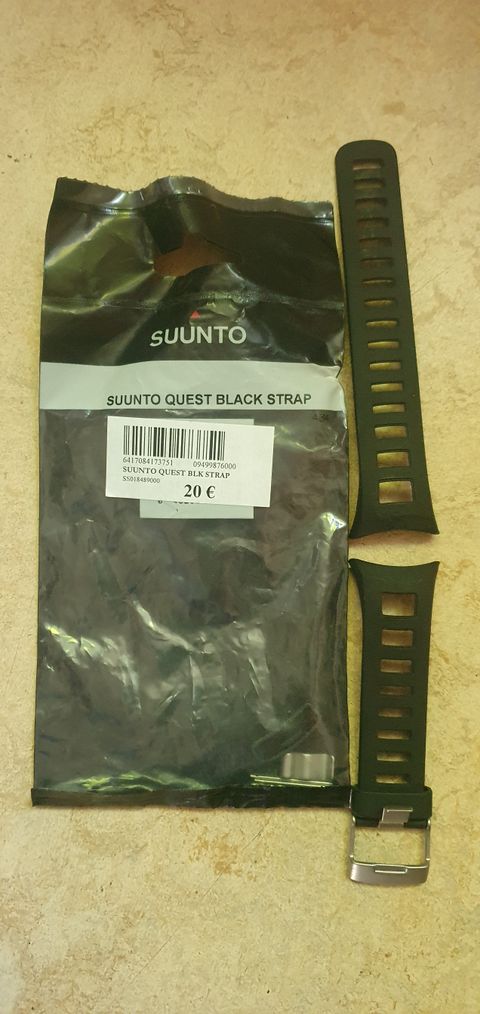 SUUNTO
SUUNTO QUEST BLACK STRAP
6417084173751 09499876000
SUUNTO QUEST BLK STRAP
SS018489000
20 €